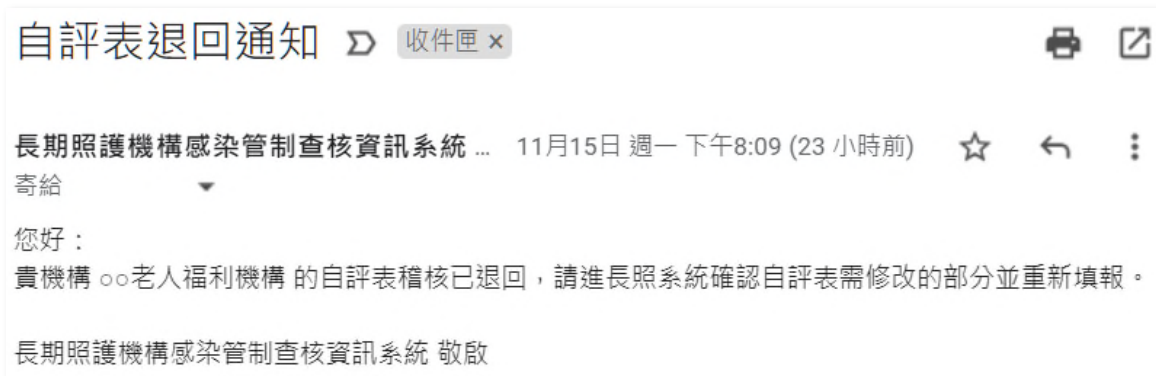 自評表退回通知 收件匣 ×
長期照護機構感染管制查核資訊系統 ... 11月15日 週一 下午8:09 (23 小時前)
寄給
您好：
貴機構 ○○老人福利機構 的自評表稽核已退回，請進長照系統確認自評表需修改的部分並重新填報。
長期照護機構感染管制查核資訊系統 敬啟